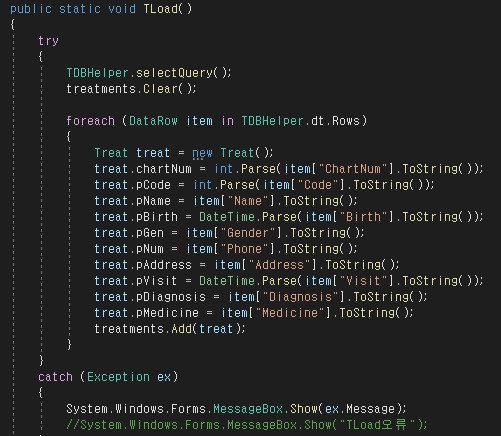 public static void TLoad()
{
try
{
TDBHelper.selectQuery();
treatments.Clear();
foreach (DataRow item in TDBHelper.dt.Rows)
{
Treat treat = new Treat();
treat.chartNum = int.Parse(item["ChartNum"].ToString());
treat.pCode = int.Parse(item["Code"].ToString());
treat.pName = item["Name"].ToString();
treat.pBirth = DateTime.Parse(item["Birth"].ToString());
treat.pGen = item["Gender"].ToString();
treat.pNum = item["Phone"].ToString();
treat.pAddress = item["Address"].ToString();
treat.pVisit = DateTime.Parse(item["Visit"].ToString());
treat.pDiagnosis = item["Diagnosis"].ToString();
treat.pMedicine = item["Medicine"].ToString();
treatments.Add(treat);
}
}
catch (Exception ex)
{
System.Windows.Forms.MessageBox.Show(ex.Message);
//System.Windows.Forms.MessageBox.Show("TLoad오류");